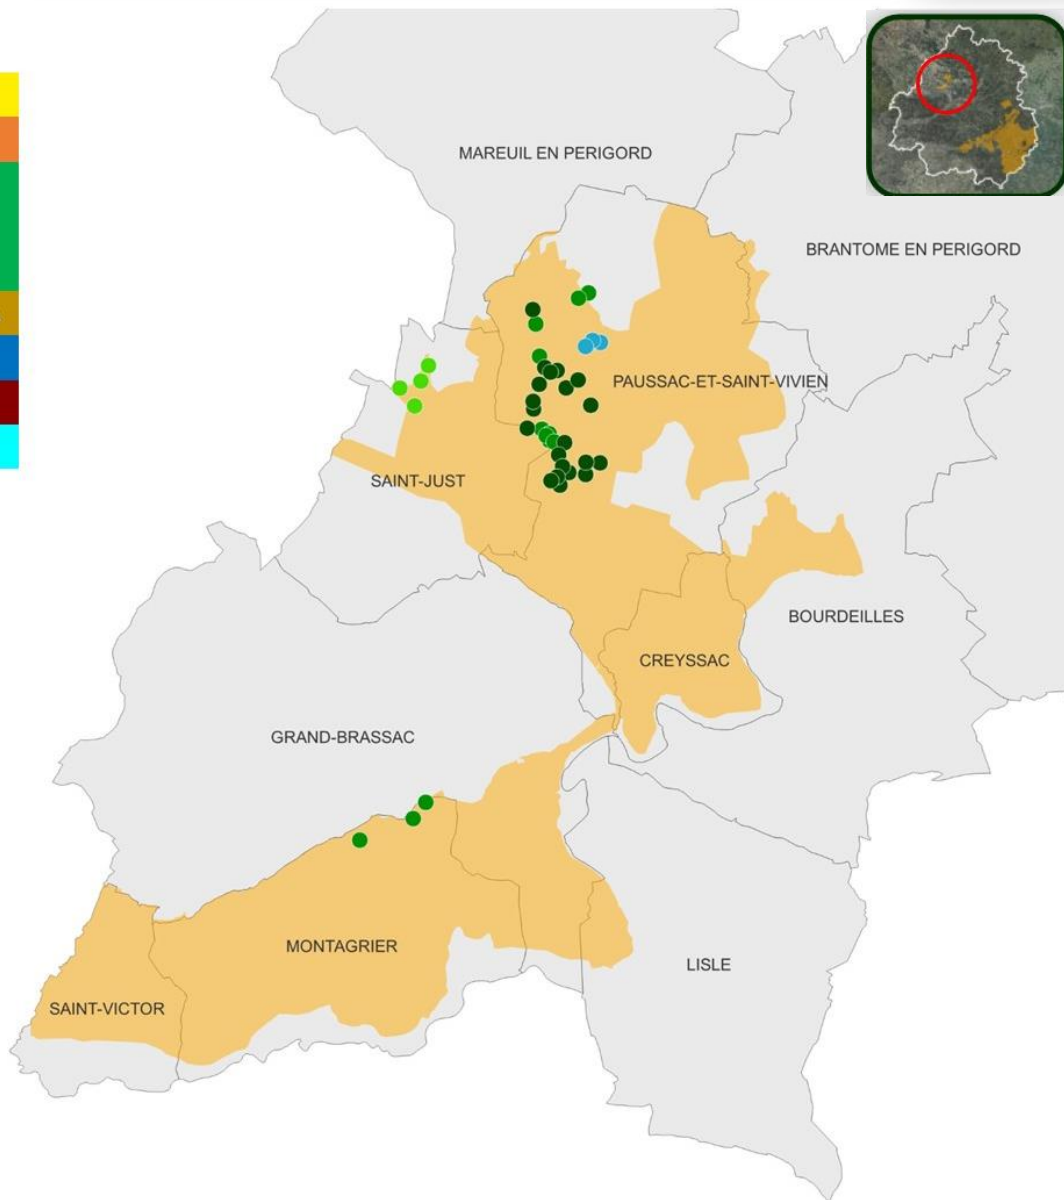 MAREUIL EN PERIGORD
BRANTOME EN PERIGORD
PAUSSAC-ET-SAINT-VIVIEN
SAINT-JUST
BOURDEILLES
CREYSSAC
GRAND-BRASSAC
MONTAGRIER
LISLE
SAINT-VICTOR